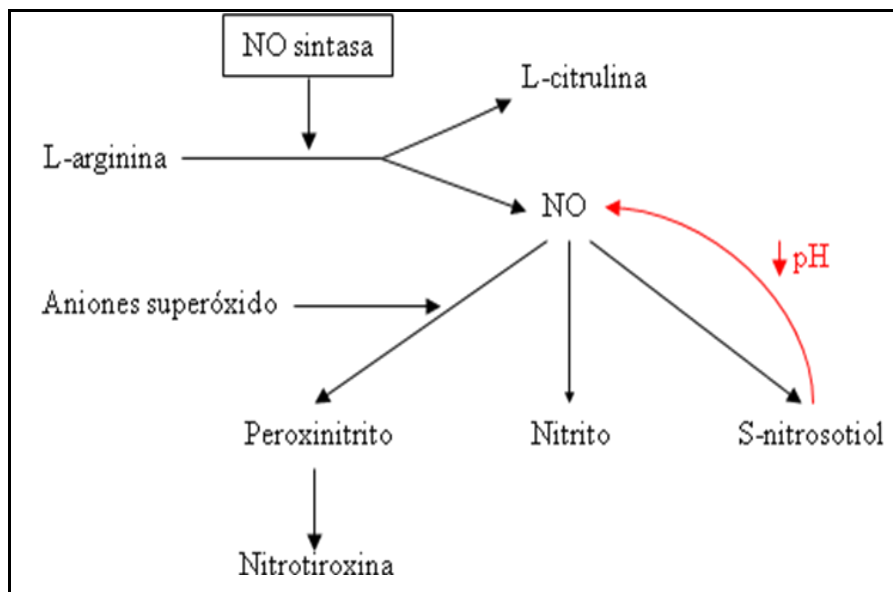 NO sintasa
L-citrulina
L-arginina
NO
↓ pH
Aniones superóxido
Peroxinitrito
Nitrito
S-nitrosotiol
Nitrotiroxina